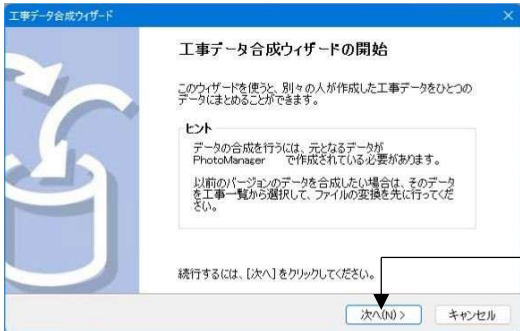 工事データ合成ウィザード
工事データ合成ウィザードの開始
このウィザードを使うと、別々の人が作成した工事データをひとつの
データにまとめることができます。
ヒント
データの合成を行うには、元となるデータが
PhotoManager で作成されている必要があります。
以前のバージョンのデータを合成したい場合は、そのデータ
を工事一覧から選択して、ファイルの変換を先に行ってくだ
さい。
続行するには、[次へ]をクリックしてください。
次へ(N) >
キャンセル